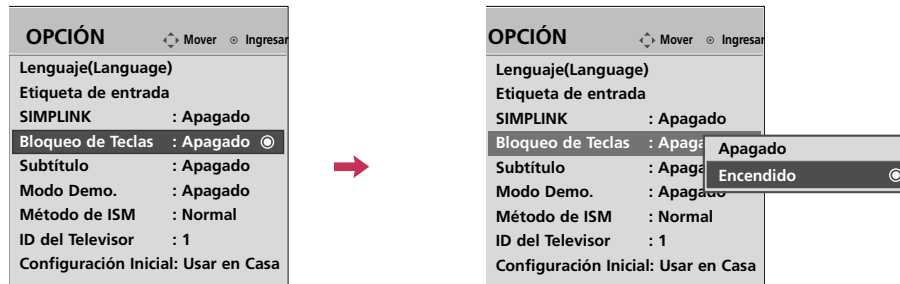 OPCIÓN Mover Ingresar
Lenguaje(Language)
Etiqueta de entrada
SIMPLINK : Apagado
Bloqueo de Teclas : Apagado
Subtítulo : Apagado
Modo Demo. : Apagado
Método de ISM : Normal
ID del Televisor : 1
Configuración Inicial: Usar en Casa
OPCIÓN Mover Ingresar
Lenguaje(Language)
Etiqueta de entrada
SIMPLINK : Apagado
Bloqueo de Teclas : Apaga
Subtítulo : Apaga
Modo Demo. : Apagado
Método de ISM : Normal
ID del Televisor : 1
Configuración Inicial: Usar en Casa
Apagado
Encendido